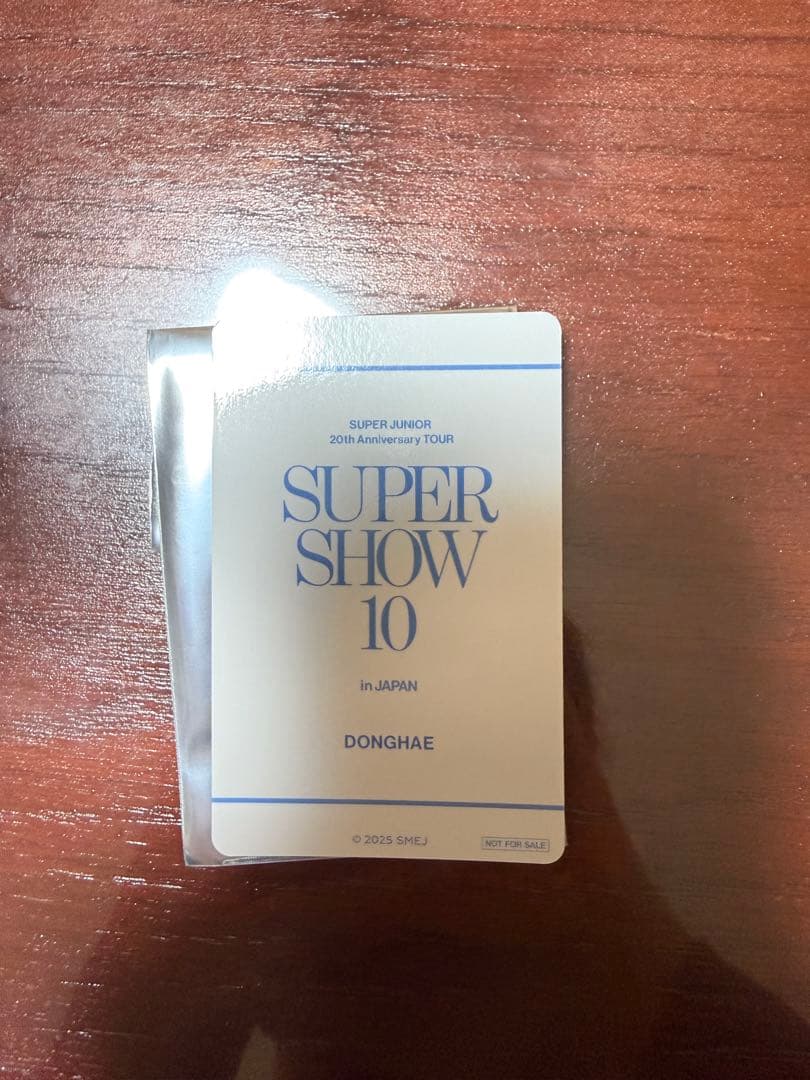 SUPER JUNIOR
20th Anniversary TOUR
SUPER
SHOW
10
in JAPAN
DONGHAE
© 2025 SMEJ
NOT FOR SALE